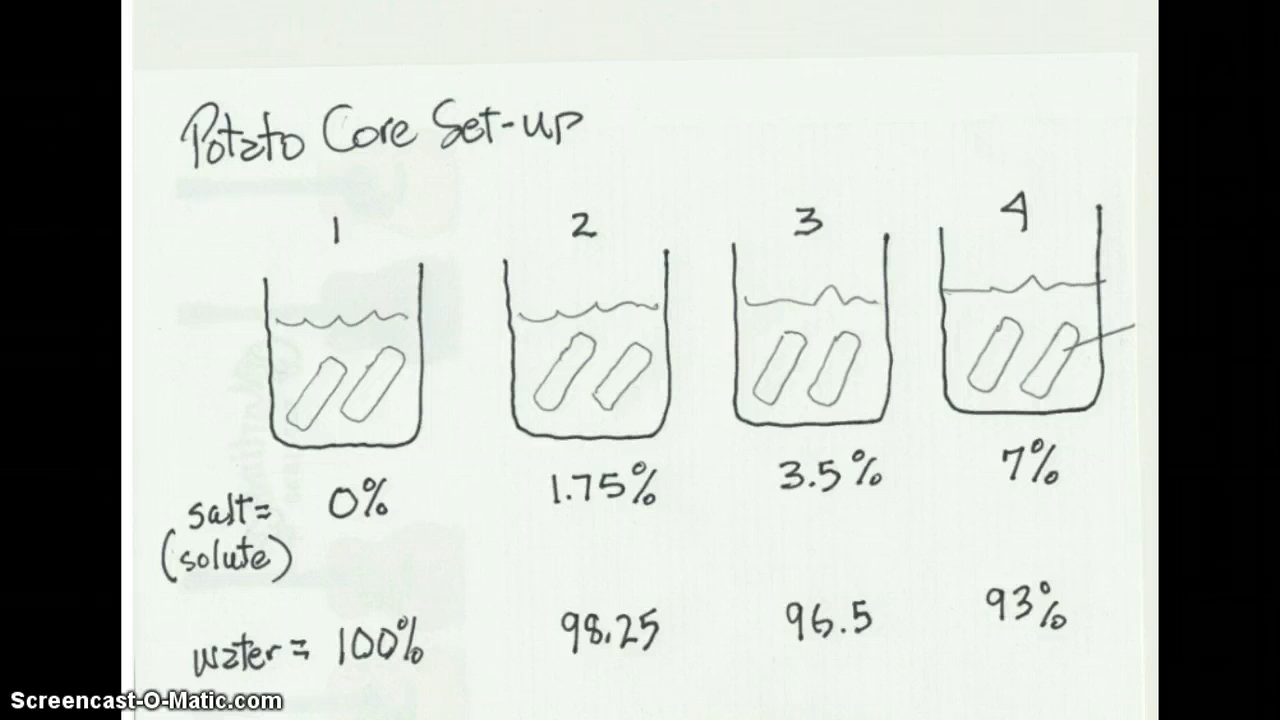 Potato Core Set-up
1 2 3 4
salt= 0% 1.75% 3.5% 7%
(solute)
water = 100% 98.25 96.5 93%
Screencast-O-Matic.com